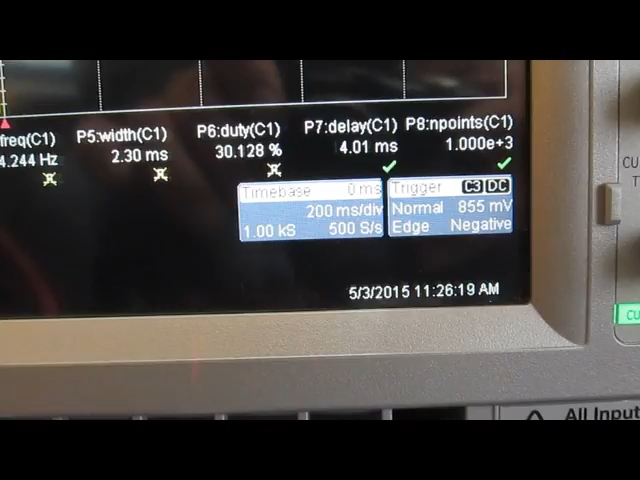 freq(C1) P5:width(C1) P6:duty(C1) P7:delay(C1) P8:npoints(C1)
4.244 Hz 2.30 ms 30.128 % 4.01 ms 1.000e+3
Timebase 0 ms
200 ms/div
1.00 kS 500 S/s
Trigger C3 DC
Normal 855 mV
Edge Negative
5/3/2015 11:26:19 AM
CU
T
CU
All Input